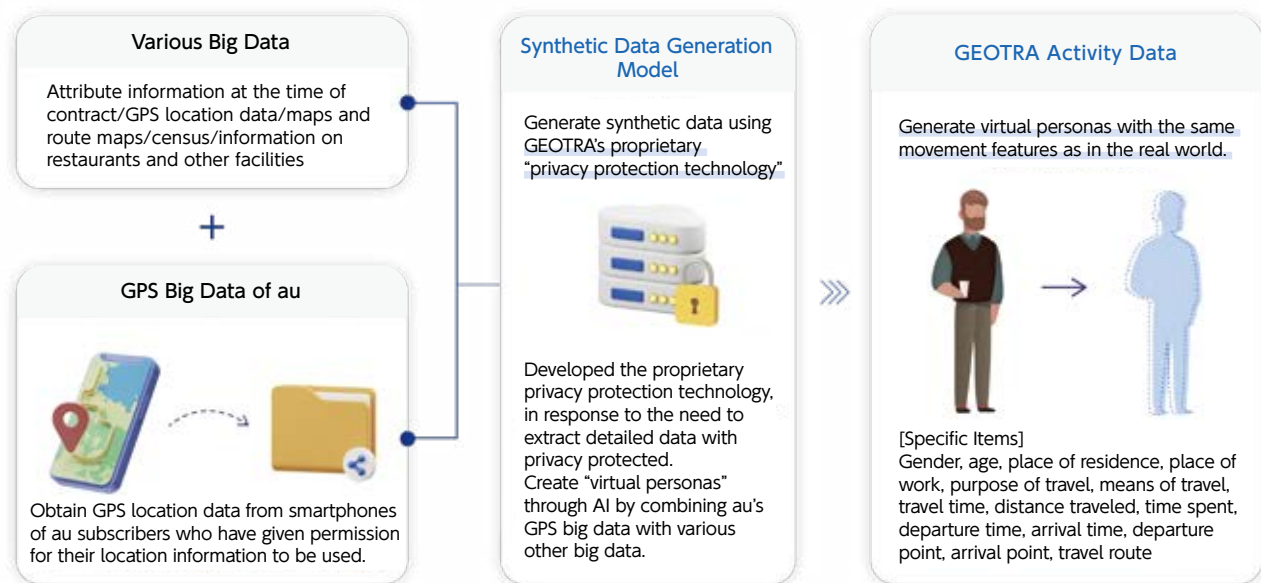 Various Big Data
Attribute information at the time of
contract/GPS location data/maps and
route maps/census/information on
restaurants and other facilities
+
GPS Big Data of au
Obtain GPS location data from smartphones
of au subscribers who have given permission
for their location information to be used.
Synthetic Data Generation
Model
Generate synthetic data using
GEOTRA's proprietary
“privacy protection technology”
Developed the proprietary
privacy protection technology,
in response to the need to
extract detailed data with
privacy protected.
Create “virtual personas”
through AI by combining au's
GPS big data with various
other big data.
GEOTRA Activity Data
Generate virtual personas with the same
movement features as in the real world.
[Specific Items]
Gender, age, place of residence, place of
work, purpose of travel, means of travel,
travel time, distance traveled, time spent,
departure time, arrival time, departure
point, arrival point, travel route